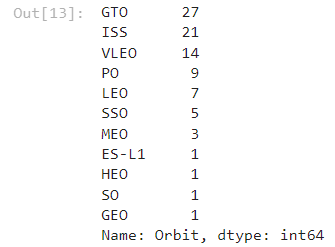 Out[13]: GTO 27
ISS 21
VLEO 14
PO 9
LEO 7
SSO 5
MEO 3
ES-L1 1
HEO 1
SO 1
GEO 1
Name: Orbit, dtype: int64